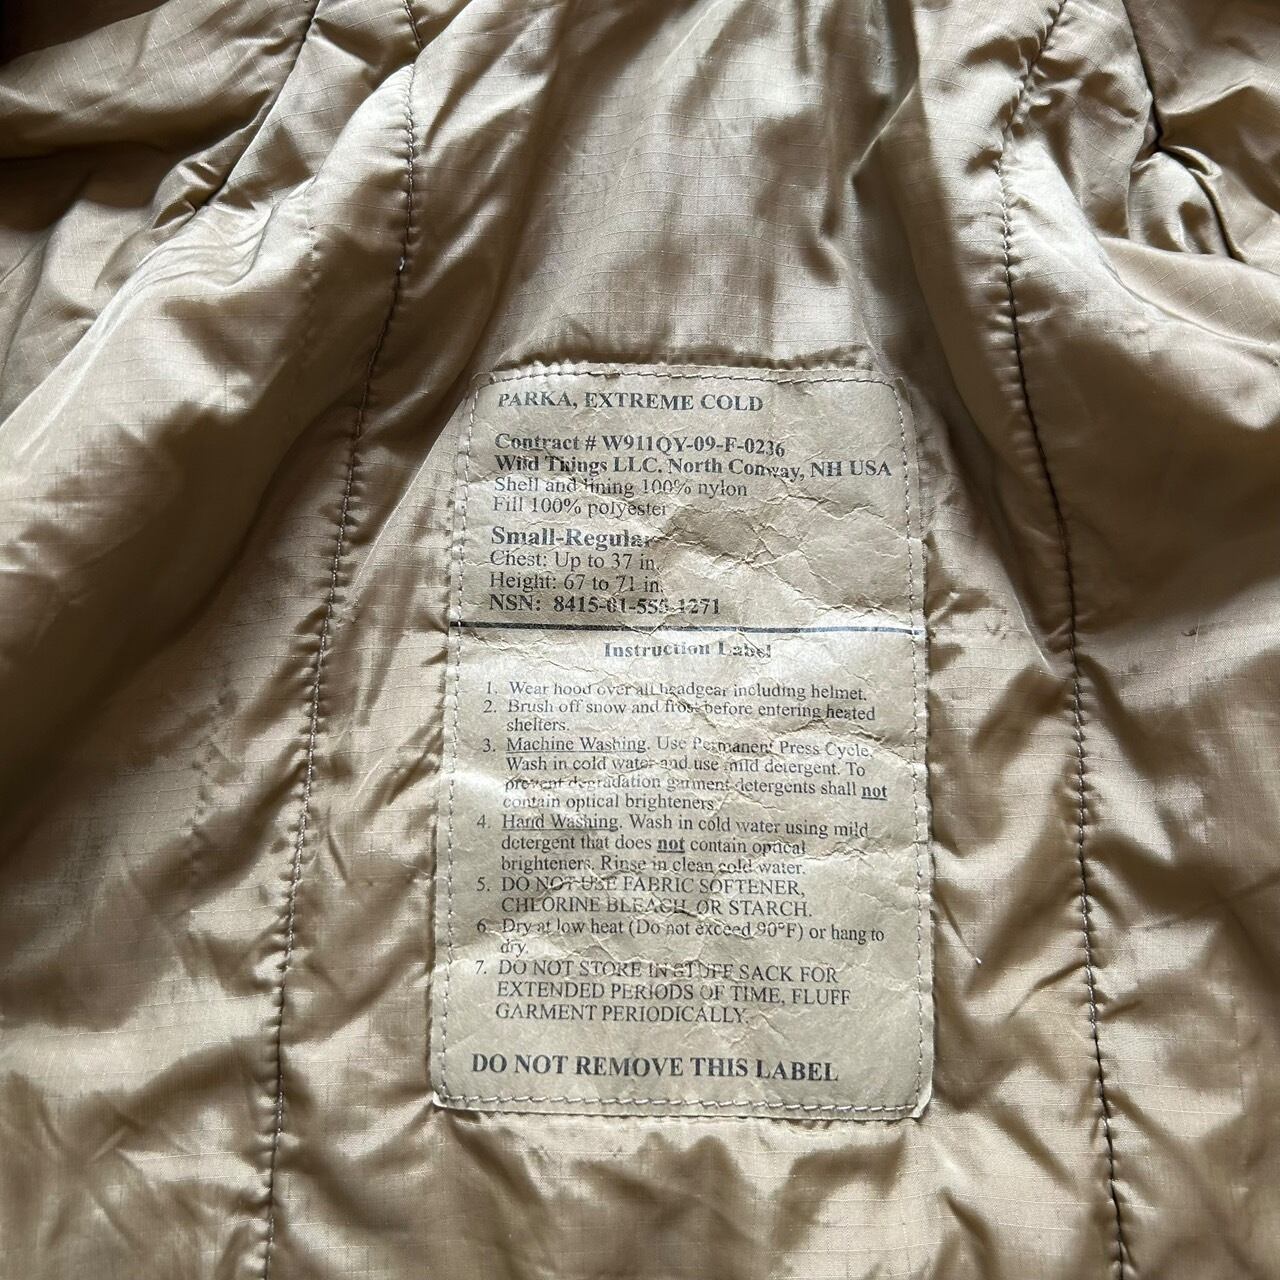 PARKA, EXTREME COLD
Contract # W911QY-09-F-0236
Wild Things LLC. North Conway, NH USA
Shell and lining 100% nylon
Fill 100% polyester
Small-Regular
Chest: Up to 37 in.
Height: 67 to 71 in.
NSN: 8415-01-555-1271
Instruction Label
1. Wear hood over all headgear including helmet.
2. Brush off snow and frost before entering heated
shelters.
3. Machine Washing. Use Permanent Press Cycle.
Wash in cold water and use mild detergent. To
prevent degradation garment detergents shall not
contain optical brighteners.
4. Hand Washing. Wash in cold water using mild
detergent that does not contain optical
brighteners. Rinse in clean cold water.
5. DO NOT USE FABRIC SOFTENER,
CHLORINE BLEACH, OR STARCH.
6. Dry at low heat (Do not exceed 90°F) or hang to
dry.
7. DO NOT STORE IN STUFF SACK FOR
EXTENDED PERIODS OF TIME, FLUFF
GARMENT PERIODICALLY.
DO NOT REMOVE THIS LABEL